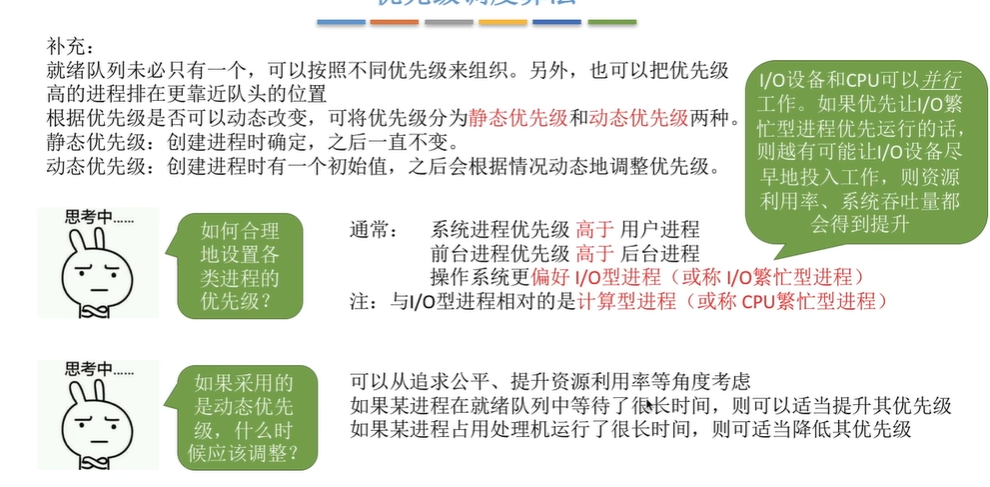 优先级调度算法
补充：
就绪队列未必只有一个，可以按照不同优先级来组织。另外，也可以把优先级
高的进程排在更靠近队头的位置
根据优先级是否可以动态改变，可将优先级分为静态优先级和动态优先级两种。
静态优先级：创建进程时确定，之后一直不变。
动态优先级：创建进程时有一个初始值，之后会根据情况动态地调整优先级。
I/O设备和CPU可以并行
工作。如果优先让I/O繁
忙型进程优先运行的话，
则越有可能让I/O设备尽
早地投入工作，则资源
利用率、系统吞吐量都
会得到提升
思考中......
如何合理
地设置各
类进程的
优先级？
通常： 系统进程优先级 高于 用户进程
前台进程优先级 高于 后台进程
操作系统更偏好 I/O型进程（或称 I/O繁忙型进程）
注：与I/O型进程相对的是计算型进程（或称 CPU繁忙型进程）
思考中......
如果采用的
是动态优先
级，什么时
候应该调整？
可以从追求公平、提升资源利用率等角度考虑
如果某进程在就绪队列中等待了很长时间，则可以适当提升其优先级
如果某进程占用处理机运行了很长时间，则可适当降低其优先级